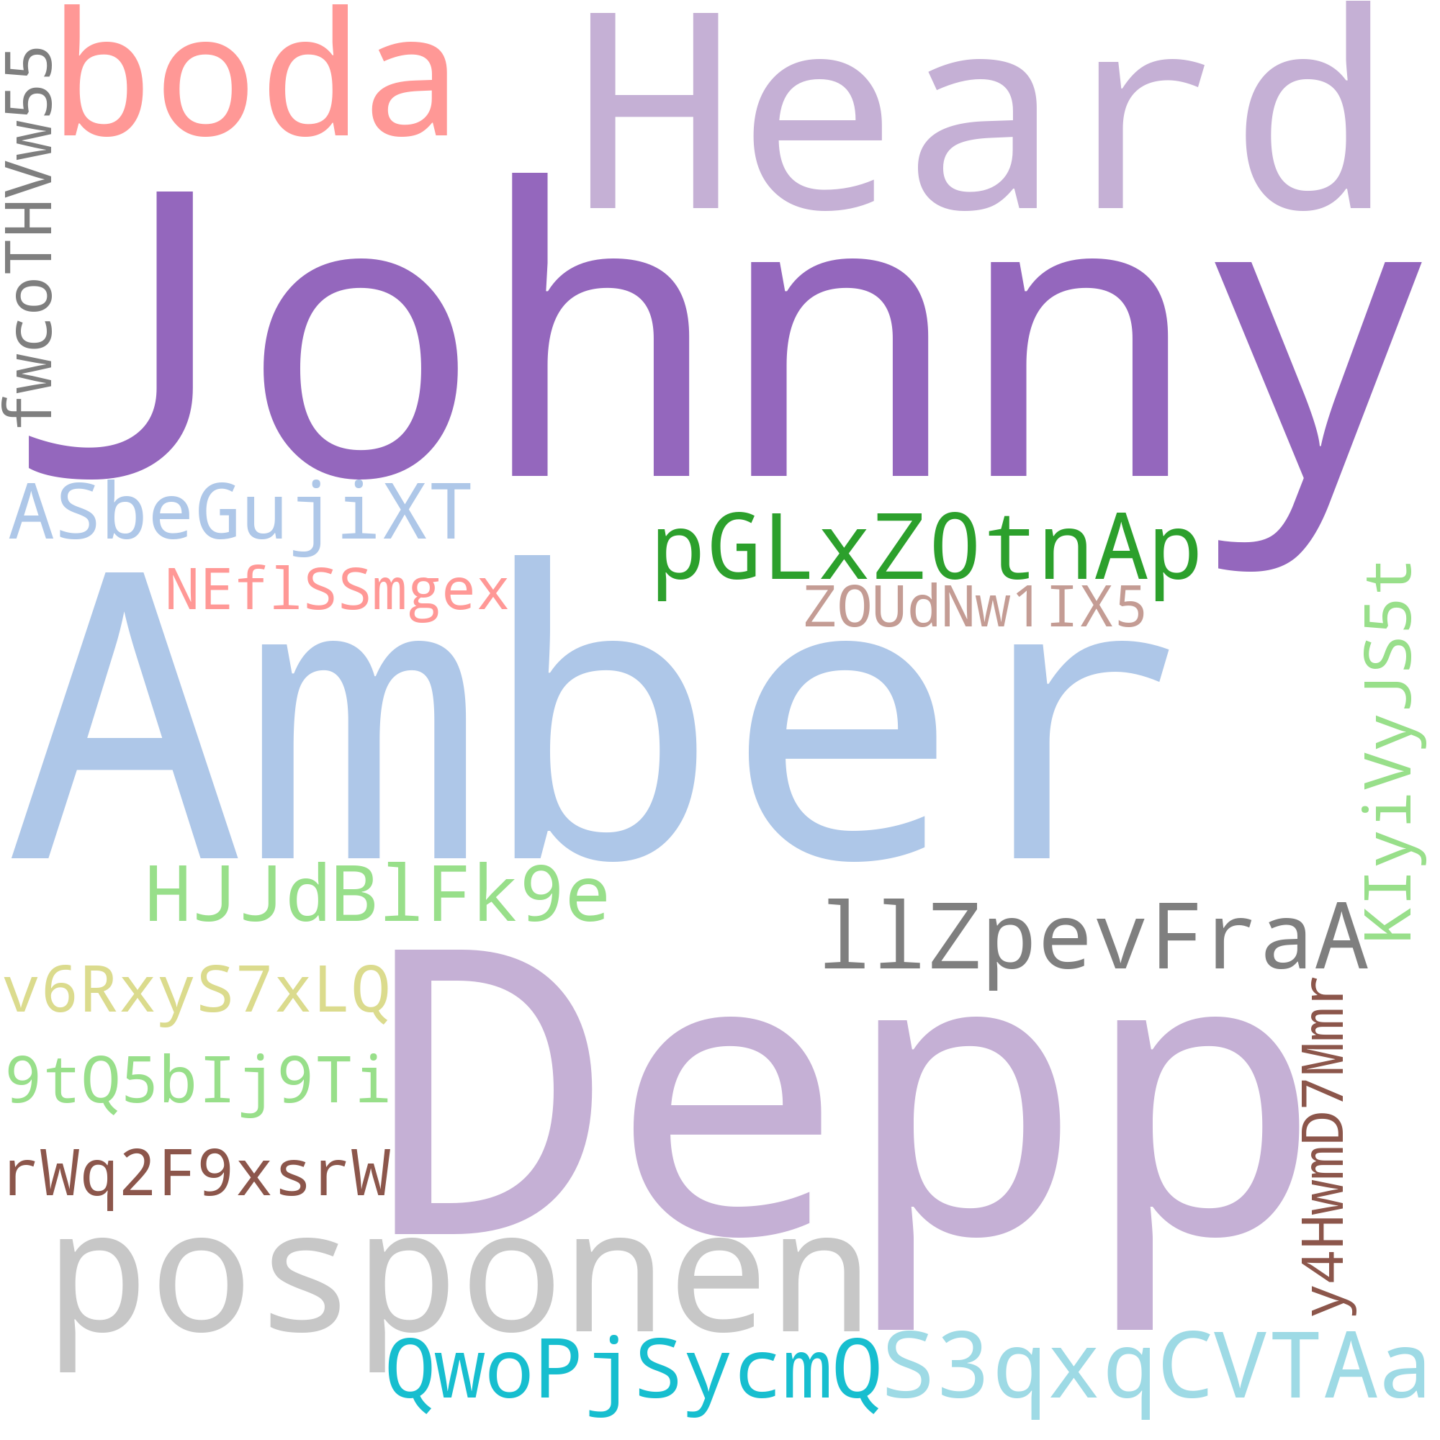 boda
Heard
fwcoTHVw55
Johnny
ASbeGujiXT
pGLxZOtnAp
NEflSSmgex
ZOUdNw1IX5
Amber
KIyiVyJS5t
HJJdBlFk9e
llZpevFraA
v6RxyS7xLQ
Depp
y4HwmD7Mmr
9tQ5bIj9Ti
rWq2F9xsrW
posponen
QwoPjSycmQ
S3qxqCVTAa